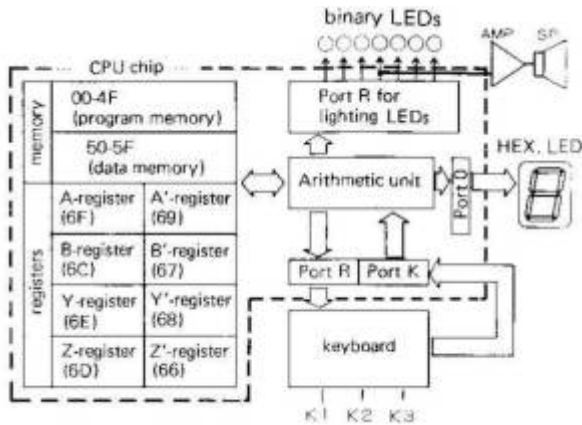 binary LEDs
AMP
SP
CPU chip
memory
00-4F
(program memory)
50-5F
(data memory)
registers
A-register
(6F)
A'-register
(69)
B-register
(6C)
B'-register
(67)
Y-register
(6E)
Y'-register
(68)
Z-register
(6D)
Z'-register
(66)
Port R for
lighting LEDs
HEX. LED
Arithmetic unit
Port O
Port R
Port K
keyboard
K1 K2 K3